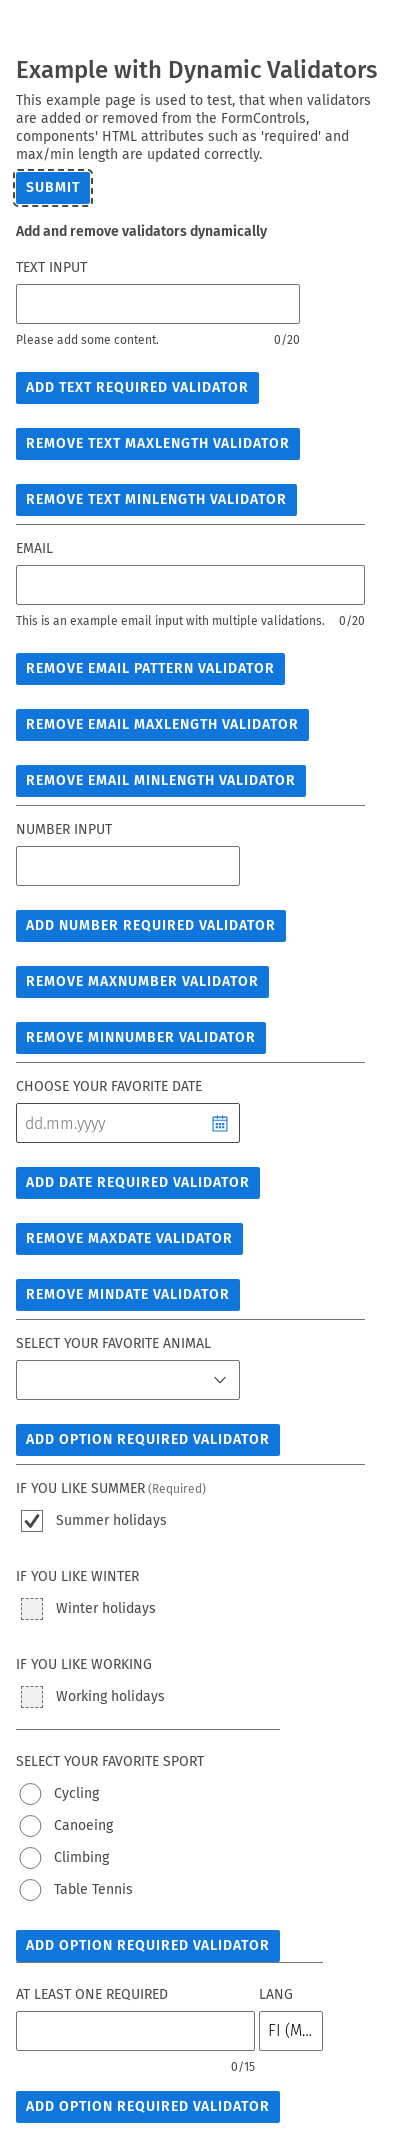 Example with Dynamic Validators
This example page is used to test, that when validators
are added or removed from the FormControls,
components' HTML attributes such as 'required' and
max/min length are updated correctly.
SUBMIT
Add and remove validators dynamically
TEXT INPUT
Please add some content. 0/20
ADD TEXT REQUIRED VALIDATOR
REMOVE TEXT MAXLENGTH VALIDATOR
REMOVE TEXT MINLENGTH VALIDATOR
EMAIL
This is an example email input with multiple validations. 0/20
REMOVE EMAIL PATTERN VALIDATOR
REMOVE EMAIL MAXLENGTH VALIDATOR
REMOVE EMAIL MINLENGTH VALIDATOR
NUMBER INPUT
ADD NUMBER REQUIRED VALIDATOR
REMOVE MAXNUMBER VALIDATOR
REMOVE MINNUMBER VALIDATOR
CHOOSE YOUR FAVORITE DATE
dd.mm.yyyy
ADD DATE REQUIRED VALIDATOR
REMOVE MAXDATE VALIDATOR
REMOVE MINDATE VALIDATOR
SELECT YOUR FAVORITE ANIMAL
ADD OPTION REQUIRED VALIDATOR
IF YOU LIKE SUMMER (Required)
Summer holidays
IF YOU LIKE WINTER
Winter holidays
IF YOU LIKE WORKING
Working holidays
SELECT YOUR FAVORITE SPORT
Cycling
Canoeing
Climbing
Table Tennis
ADD OPTION REQUIRED VALIDATOR
AT LEAST ONE REQUIRED LANG
FI (M...
0/15
ADD OPTION REQUIRED VALIDATOR